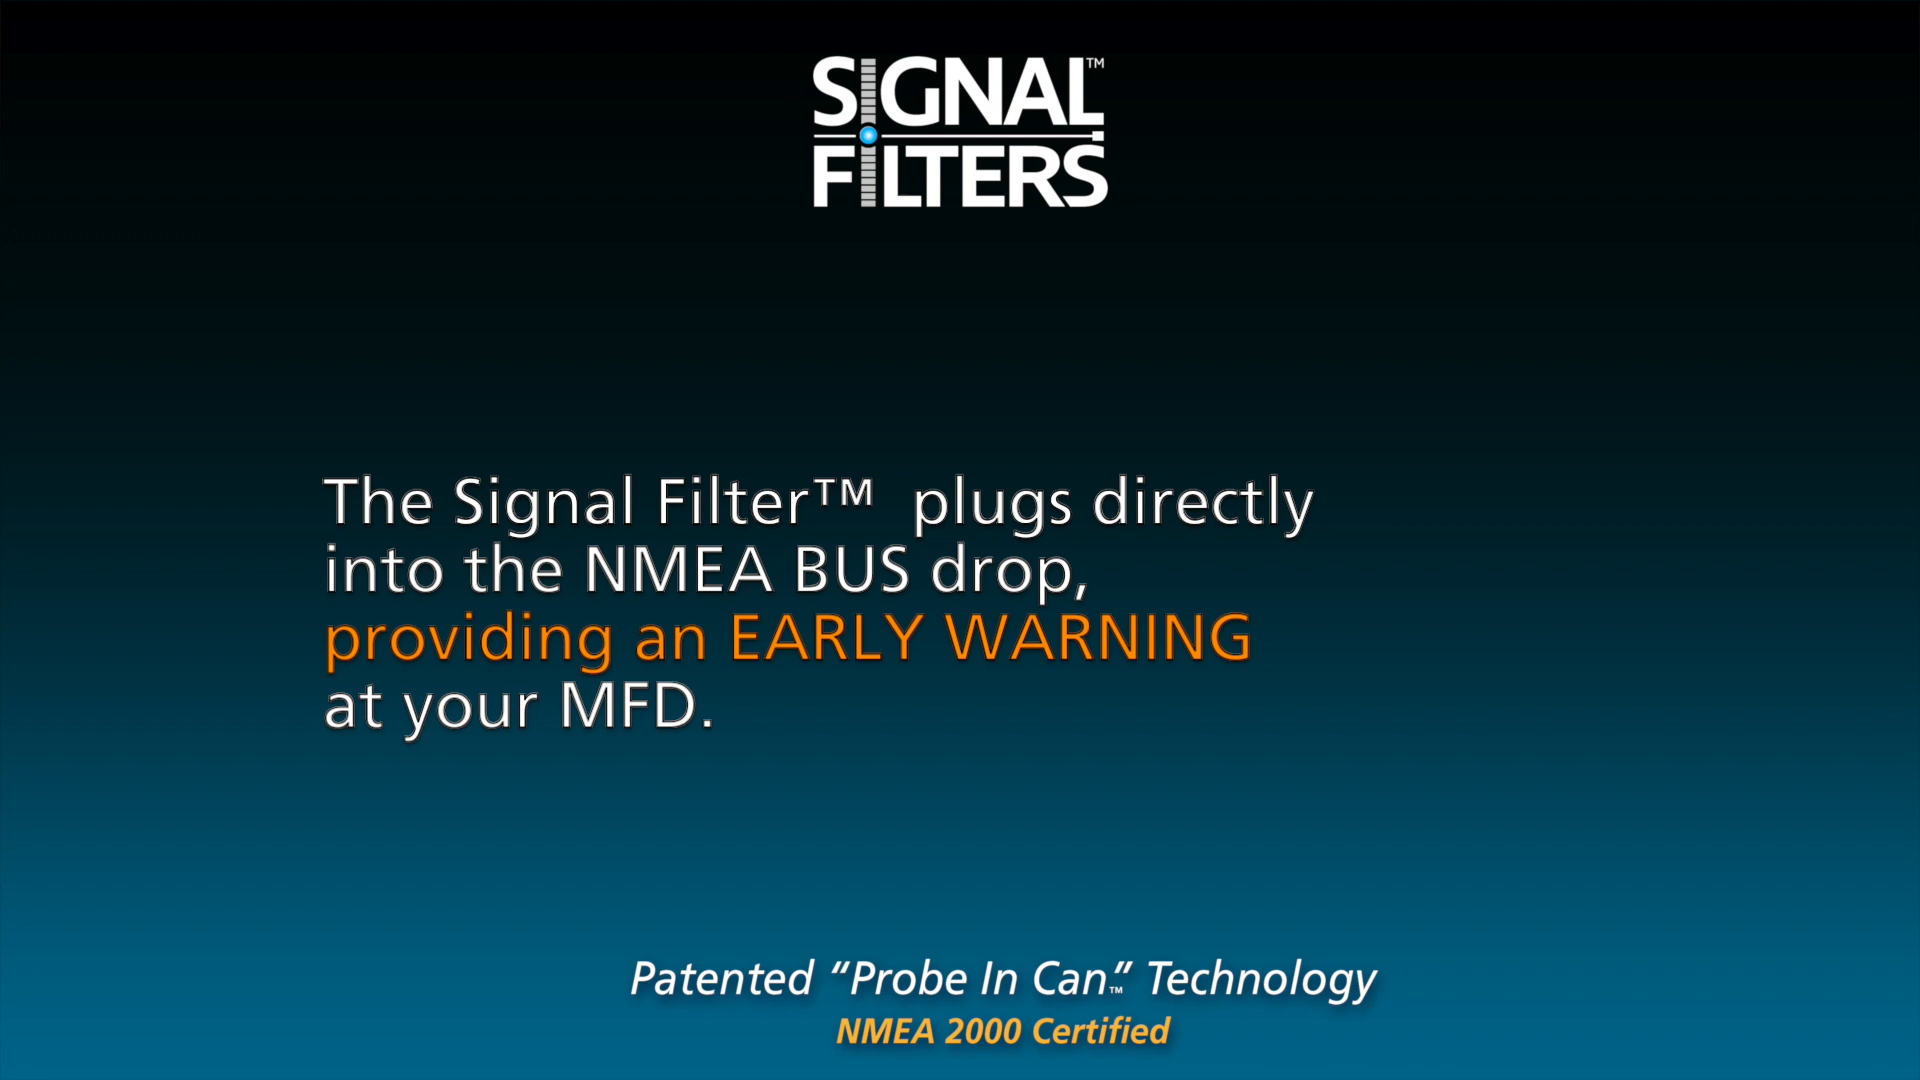 SIGNAL™
FILTERS
The Signal Filter™ plugs directly
into the NMEA BUS drop,
providing an EARLY WARNING
at your MFD.
Patented “Probe In Can™” Technology
NMEA 2000 Certified